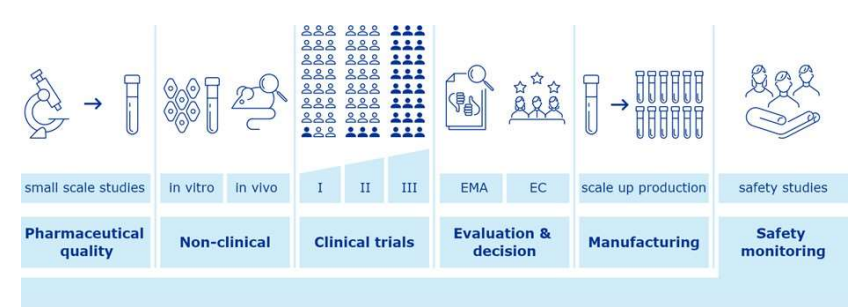 small scale studies
in vitro
in vivo
I
II
III
EMA
EC
scale up production
safety studies
Pharmaceutical
quality
Non-clinical
Clinical trials
Evaluation &
decision
Manufacturing
Safety
monitoring